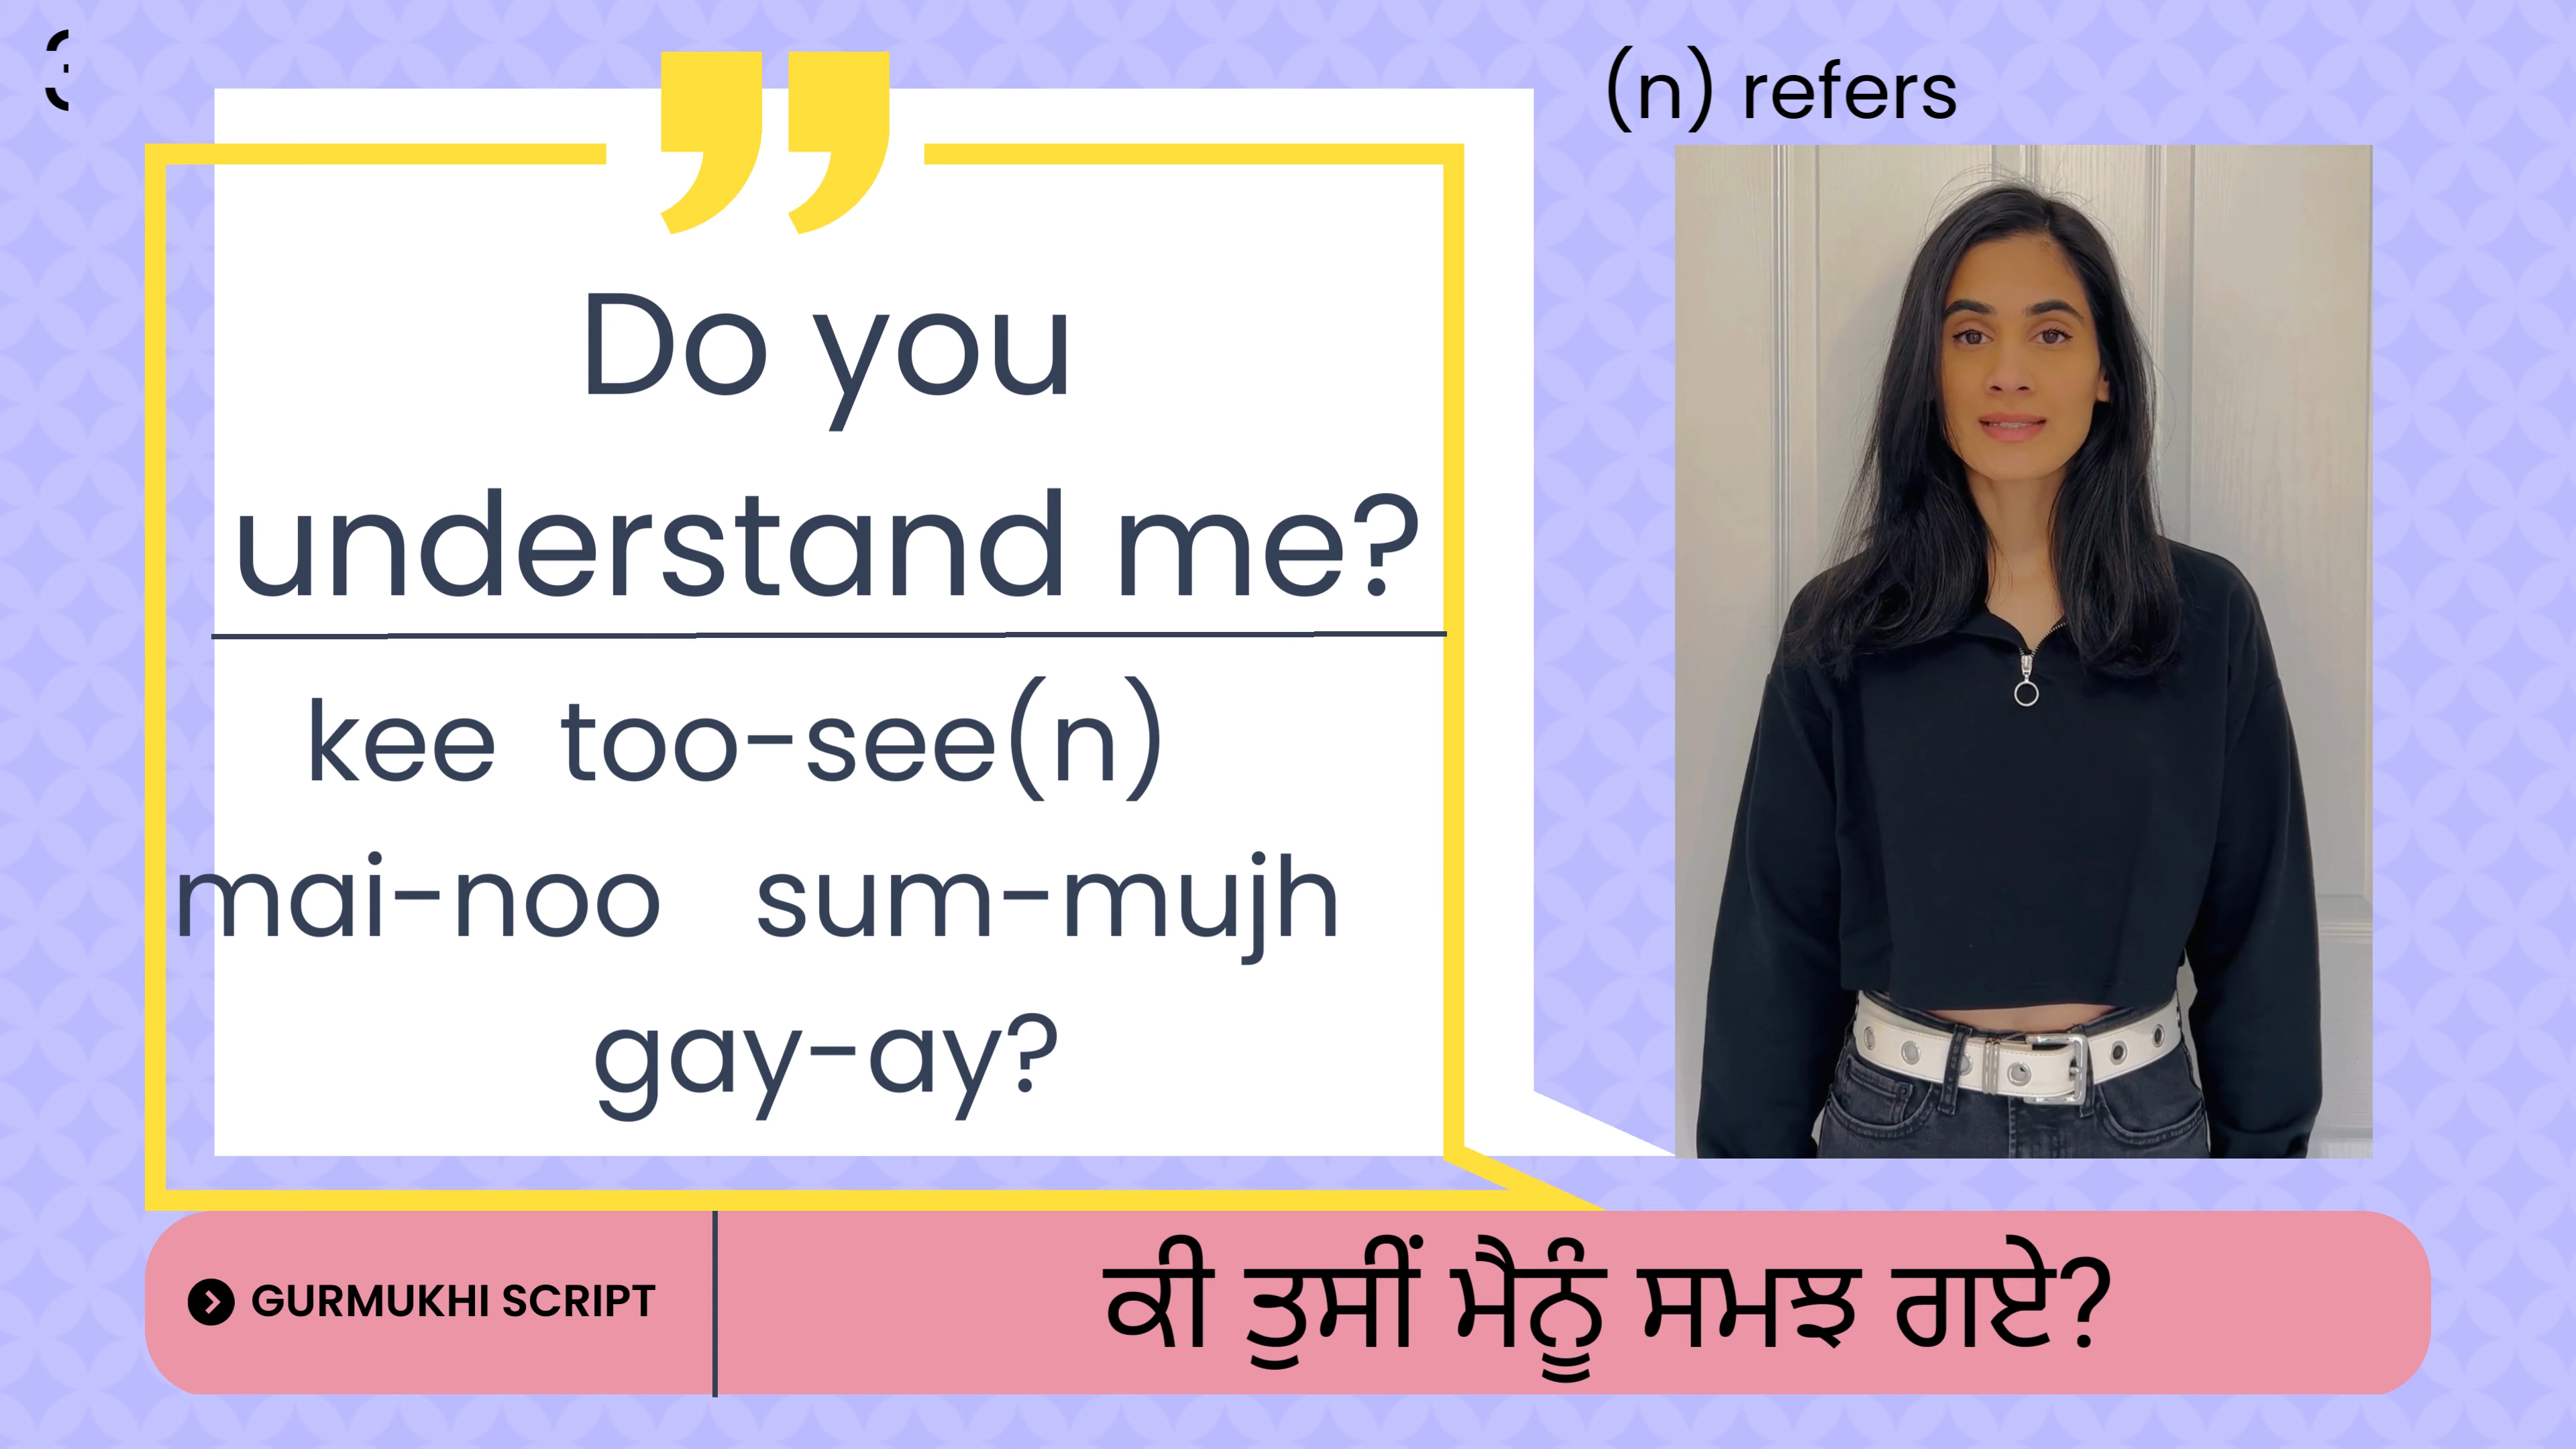 (n) refers
Do you
understand me?
kee too-see(n)
mai-noo sum-mujh
gay-ay?
GURMUKHI SCRIPT
ਕੀ ਤੁਸੀਂ ਮੈਨੂੰ ਸਮਝ ਗਏ?